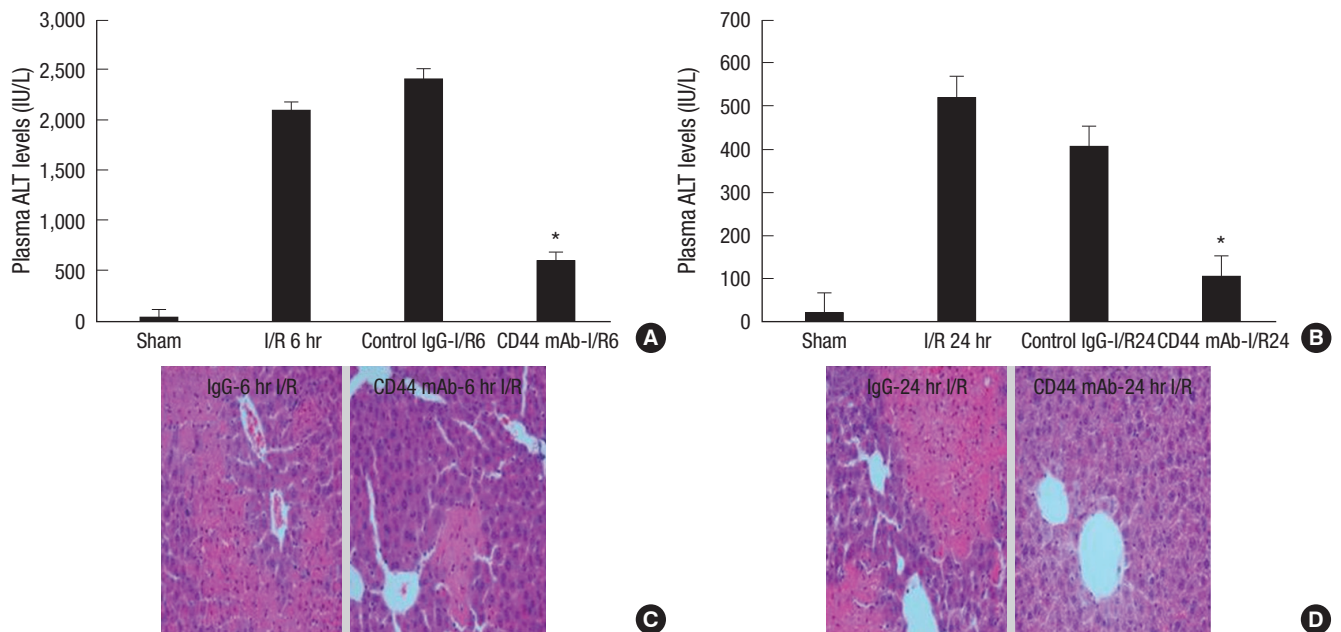 3,000
2,500
2,000
1,500
1,000
500
0
Plasma ALT levels (IU/L)
*
Sham I/R 6 hr Control IgG-I/R6 CD44 mAb-I/R6
A
700
600
500
400
300
200
100
0
Plasma ALT levels (IU/L)
*
Sham I/R 24 hr Control IgG-I/R24 CD44 mAb-I/R24
B
IgG-6 hr I/R CD44 mAb-6 hr I/R
C
IgG-24 hr I/R CD44 mAb-24 hr I/R
D